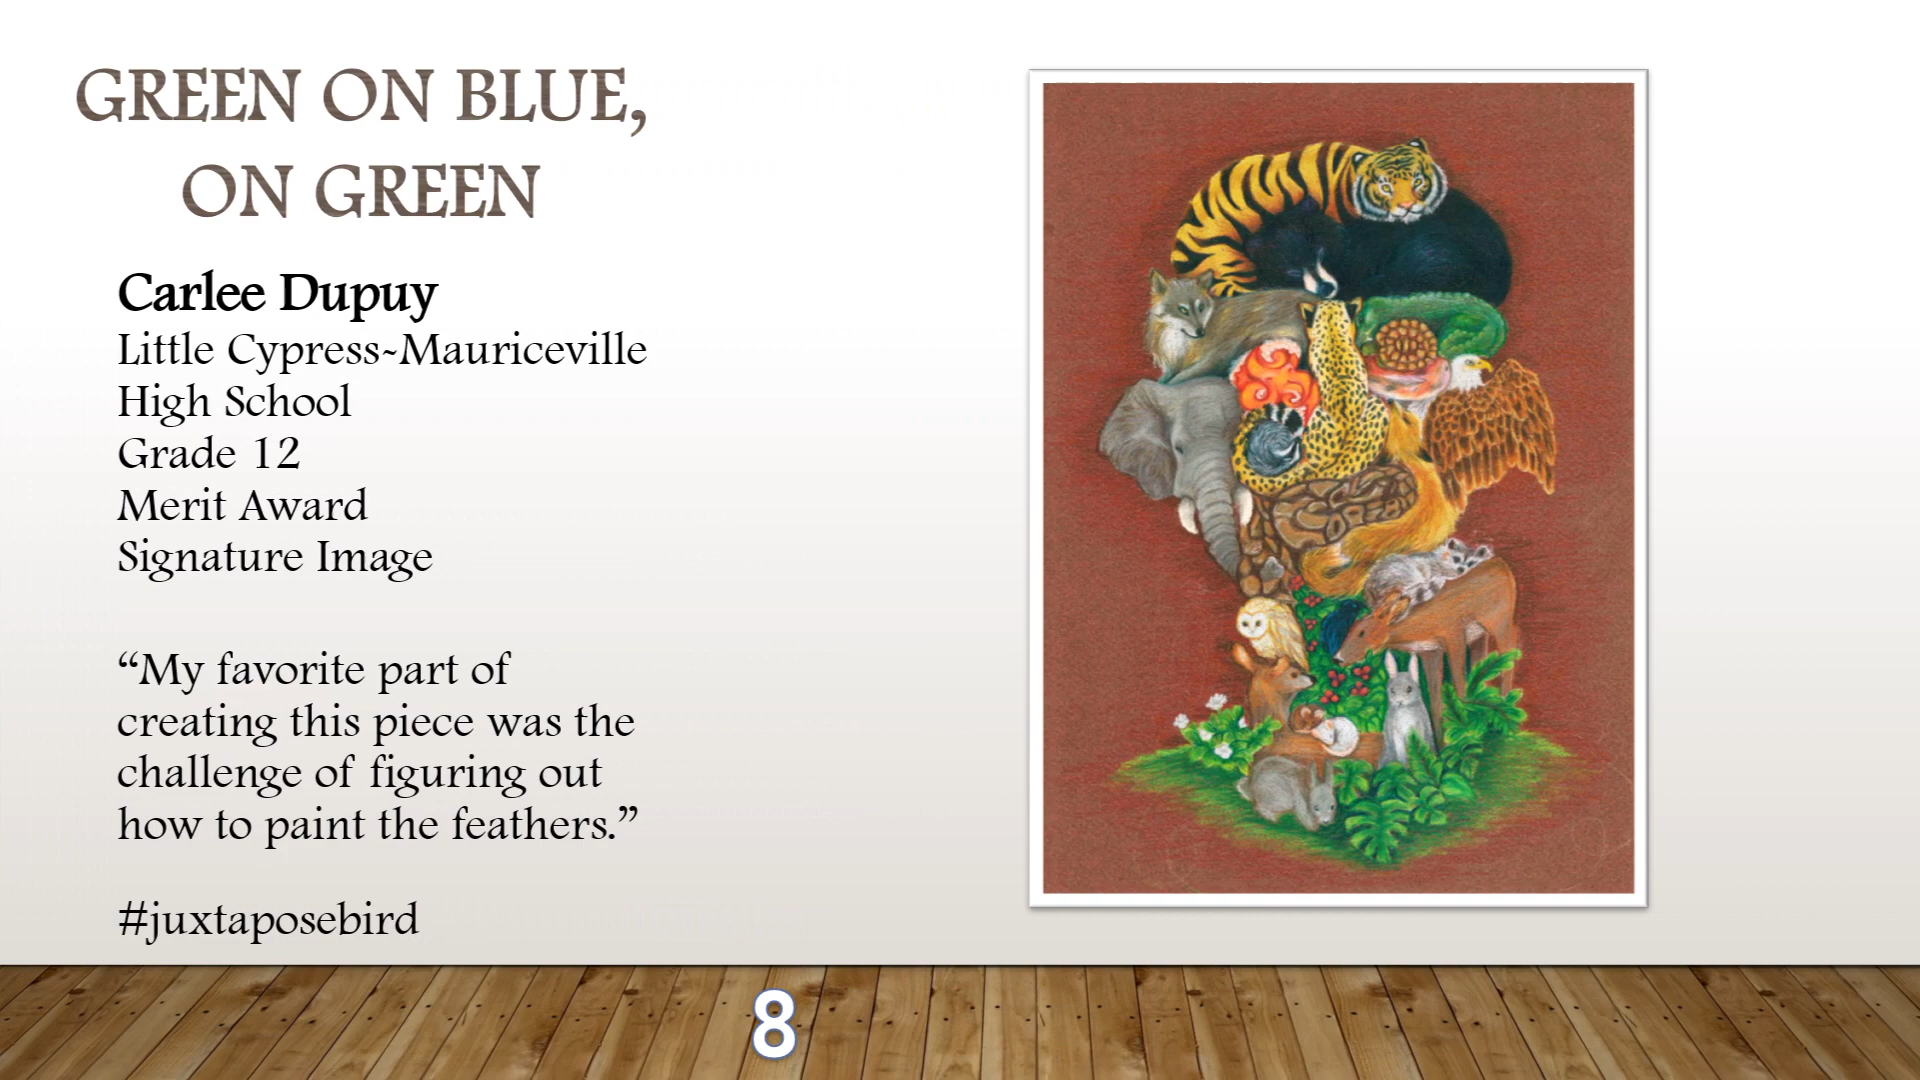 GREEN ON BLUE,
ON GREEN
Carlee Dupuy
Little Cypress~Mauriceville
High School
Grade 12
Merit Award
Signature Image
“My favorite part of
creating this piece was the
challenge of figuring out
how to paint the feathers.”
#juxtaposebird
8